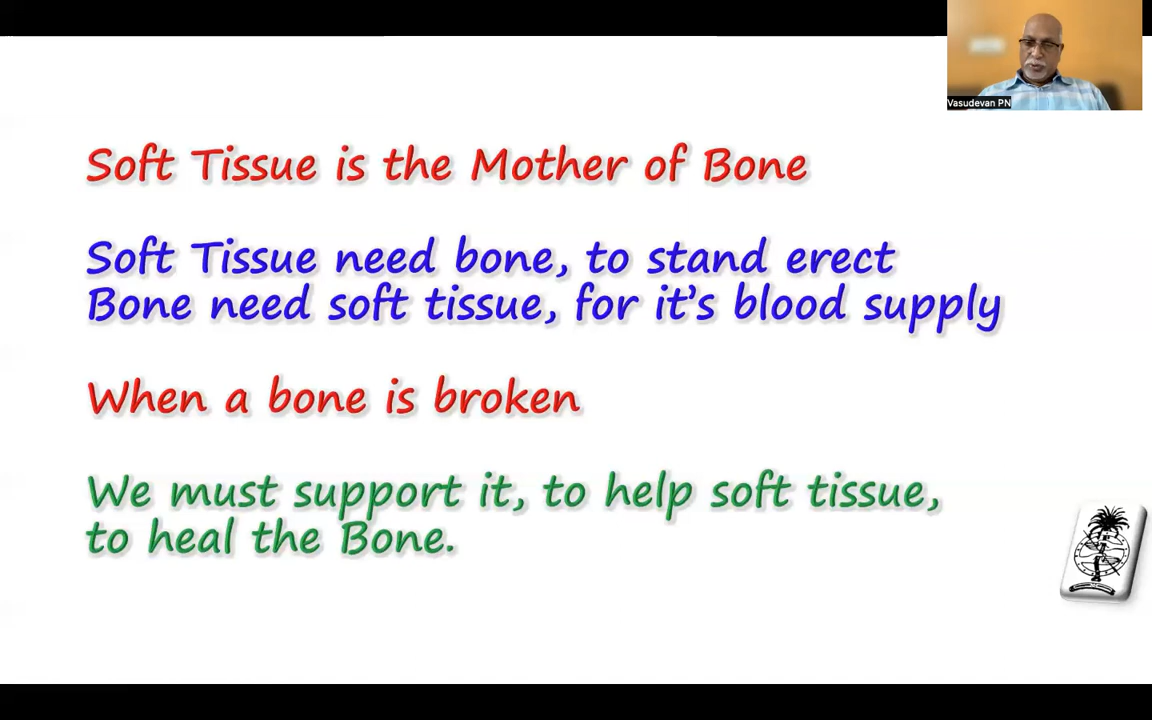 Vasudevan PN
Soft Tissue is the Mother of Bone
Soft Tissue need bone, to stand erect
Bone need soft tissue, for it's blood supply
When a bone is broken
We must support it, to help soft tissue,
to heal the Bone.